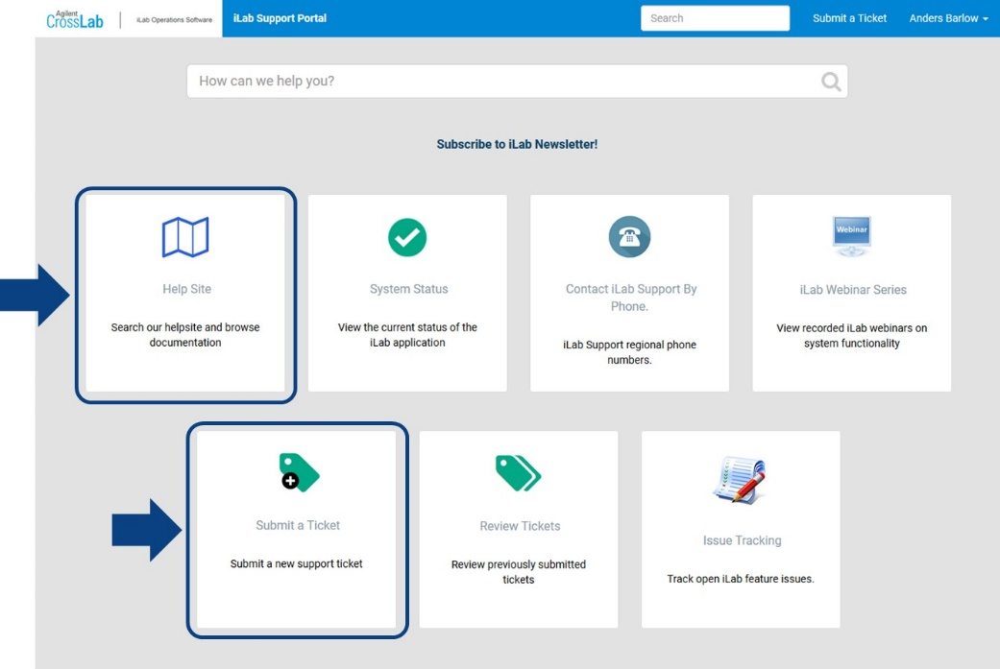 Agilent
CrossLab
iLab Operations Software
iLab Support Portal
Search
Submit a Ticket
Anders Barlow
How can we help you?
Subscribe to iLab Newsletter!
Help Site
Search our helpsite and browse
documentation
System Status
View the current status of the
iLab application
Contact iLab Support By
Phone.
iLab Support regional phone
numbers.
Webinar
iLab Webinar Series
View recorded iLab webinars on
system functionality
Submit a Ticket
Submit a new support ticket
Review Tickets
Review previously submitted
tickets
Issue Tracking
Track open iLab feature issues.